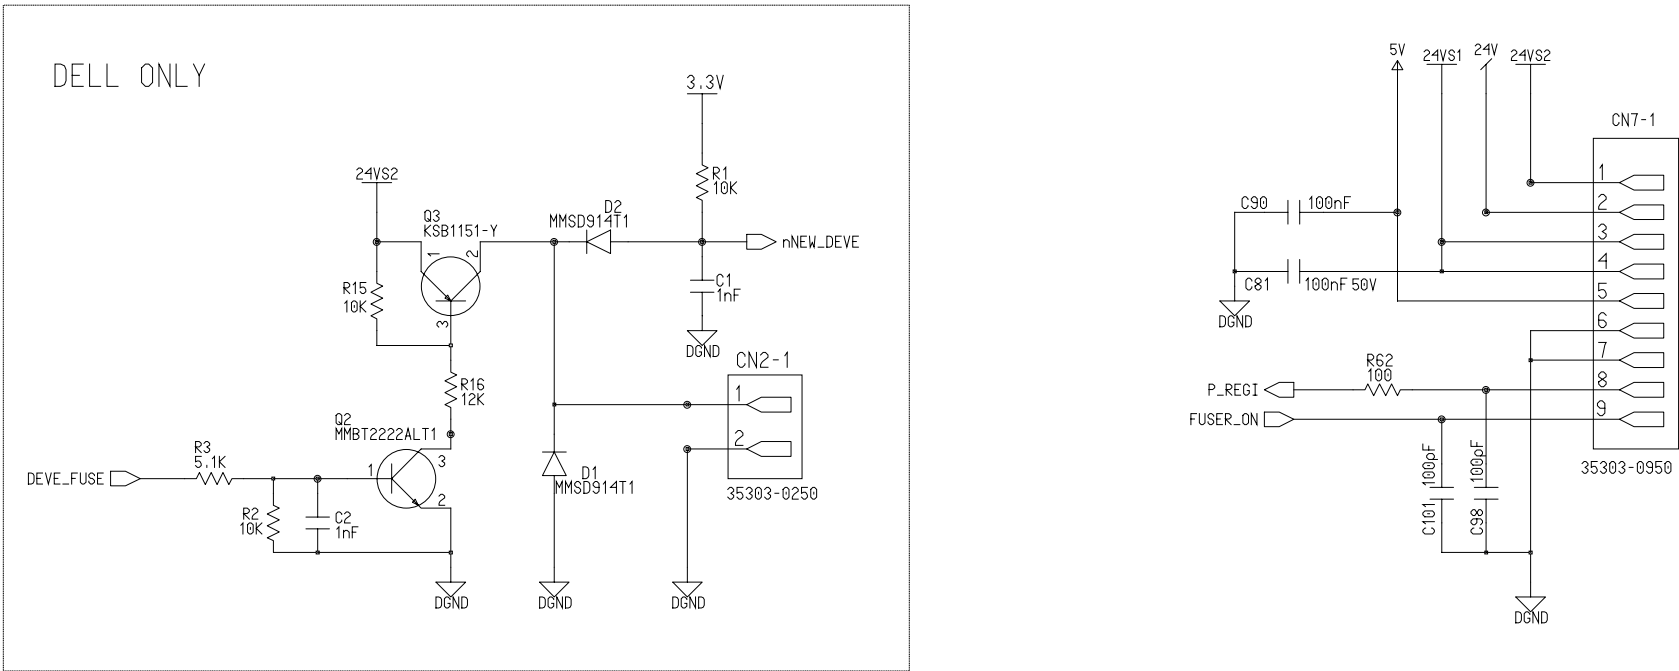 DELL ONLY
3.3V
R1
10K
24VS2
Q3
KSB1151-Y
D2
MMSD914T1
nNEW_DEVE
1
2
3
R15
10K
C1
1nF
DGND
CN2-1
1
2
35303-0250
R16
12K
Q2
MMBT2222ALT1
R3
5.1K
DEVE_FUSE
1
3
2
R2
10K
C2
1nF
D1
MMSD914T1
DGND
DGND
DGND
5V
24VS1
24V
24VS2
CN7-1
1
2
3
4
5
6
7
8
9
C90
100nF
C81
100nF 50V
DGND
R62
100
P_REGI
FUSER_ON
35303-0950
C101
100pF
C98
100pF
DGND